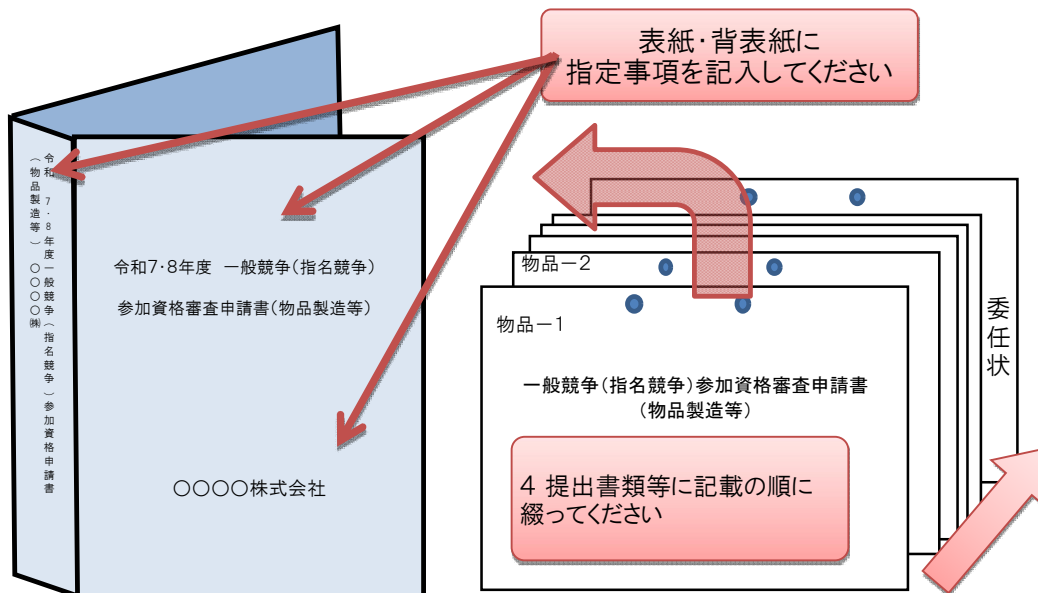 表紙・背表紙に
指定事項を記入してください
令和 7・8年度一般競争(指名競争)参加資格申請書
(物品製造等) 〇〇〇〇㈱
令和7・8年度 一般競争(指名競争)
参加資格審査申請書(物品製造等)
〇〇〇〇株式会社
物品－2
物品－1
一般競争(指名競争)参加資格審査申請書
(物品製造等)
4 提出書類等に記載の順に
綴ってください
委任状